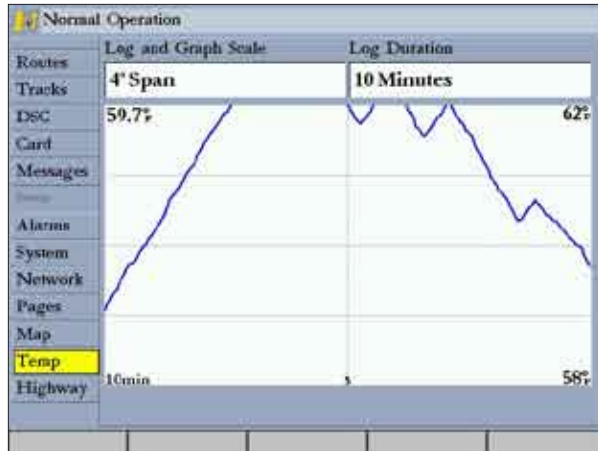 Normal Operation
Log and Graph Scale
Log Duration
4° Span
10 Minutes
Routes
Tracks
DSC
Card
Messages
Alarms
System
Network
Pages
Map
Temp
Highway
59.7°F
62°F
10min
5
58°F